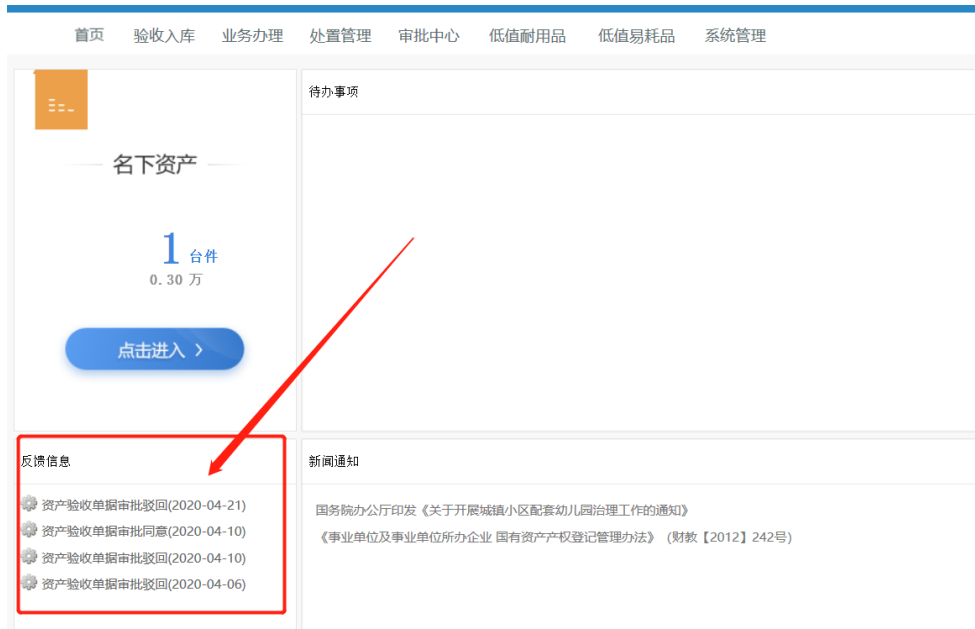 首页 验收入库 业务办理 处置管理 审批中心 低值耐用品 低值易耗品 系统管理
名下资产
1 台件
0.30 万
点击进入
待办事项
反馈信息
资产验收单据审批驳回(2020-04-21)
资产验收单据审批同意(2020-04-10)
资产验收单据审批驳回(2020-04-10)
资产验收单据审批驳回(2020-04-06)
新闻通知
国务院办公厅印发《关于开展城镇小区配套幼儿园治理工作的通知》
《事业单位及事业单位所办企业 国有资产产权登记管理办法》（财教【2012】242号）